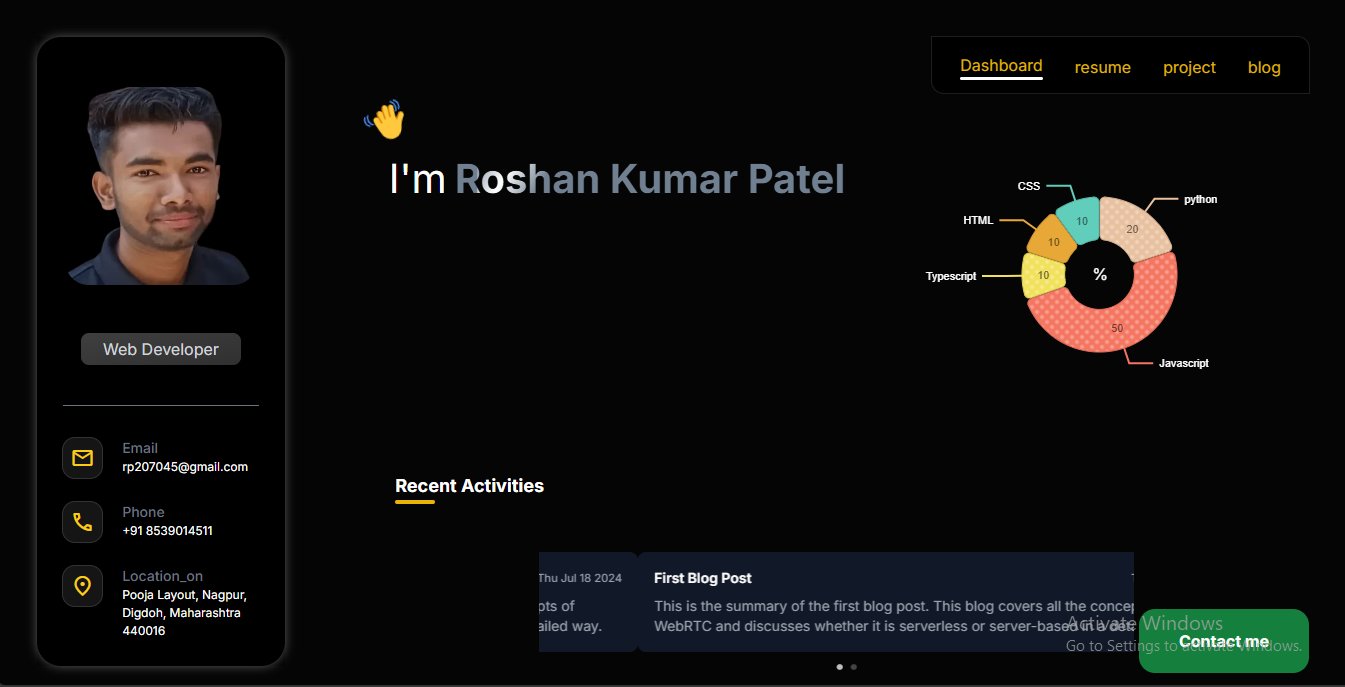 Dashboard
resume
project
blog
Web Developer
Email
rp207045@gmail.com
Phone
+91 8539014511
Location_on
Pooja Layout, Nagpur,
Digdoh, Maharashtra
440016
I'm Roshan Kumar Patel
CSS
HTML
Typescript
python
Javascript
10
10
10
20
50
%
Recent Activities
Thu Jul 18 2024
of
way.
First Blog Post
This is the summary of the first blog post. This blog covers all the
WebRTC and discusses whether it is serverless or server-based in a
Contact me
Activate Windows
Go to Settings to activate Windows.